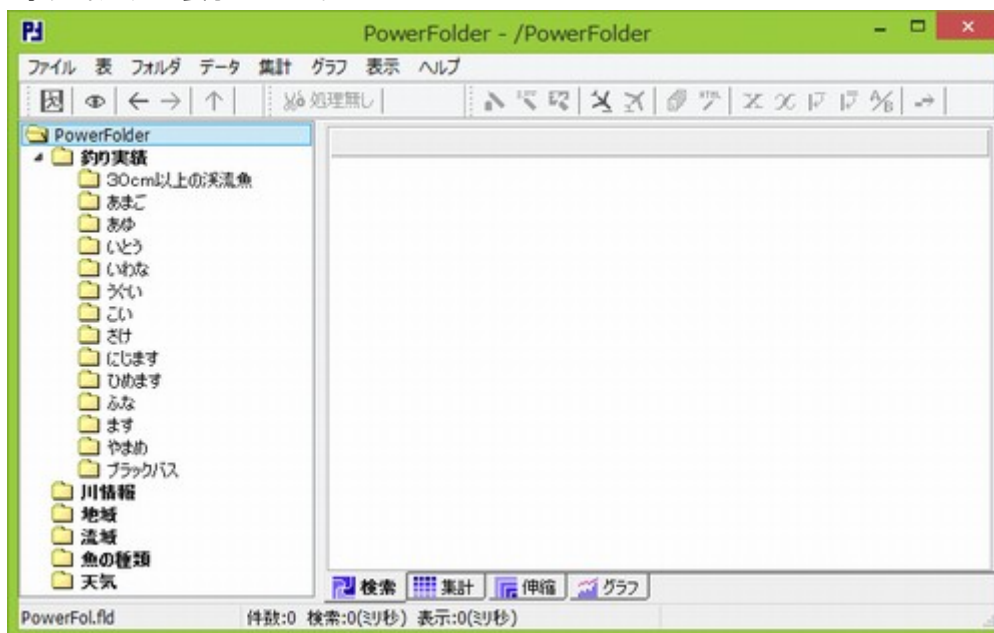 PowerFolder - /PowerFolder
ファイル 表 フォルダ データ 集計 グラフ 表示 ヘルプ
処理無し
PowerFolder
釣り実績
30cm以上の渓流魚
あまご
あゆ
いとう
いわな
うぐい
こい
さけ
にじます
ひめます
ふな
ます
やまめ
ブラックバス
川情報
地域
流域
魚の種類
天気
検索 集計 伸縮 グラフ
PowerFol.fld 件数:0 検索:0(ミリ秒) 表示:0(ミリ秒)